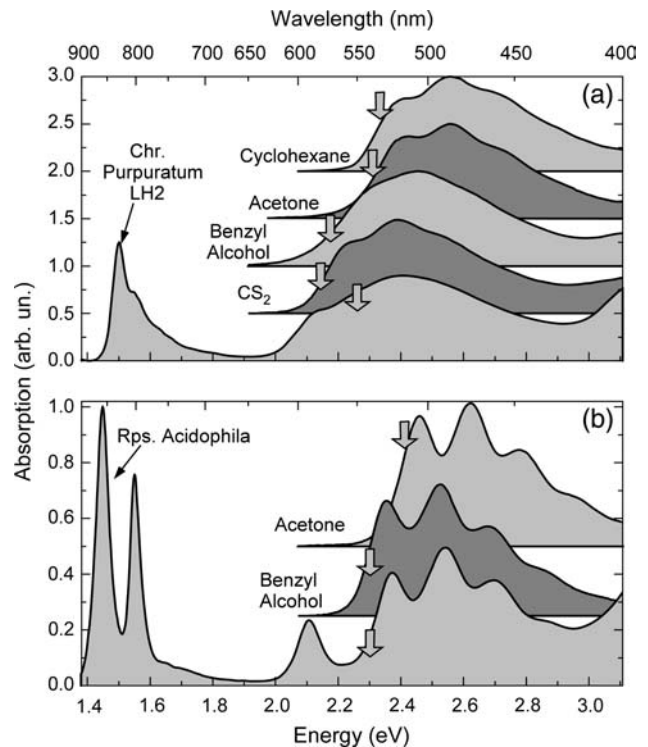 Wavelength (nm)
900 800 700 600 550 500 450 400
3.0
(a)
2.5
Chr.
Purpuratum
LH2
Cyclohexane
2.0
Acetone
1.5
Benzyl
Alcohol
1.0
CS2
0.5
0.0
Absorption (arb. un.)
1.0
(b)
Rps. Acidophila
0.8
0.6
Acetone
0.4
Benzyl
Alcohol
0.2
0.0
1.4 1.6 1.8 2.0 2.2 2.4 2.6 2.8 3.0
Energy (eV)